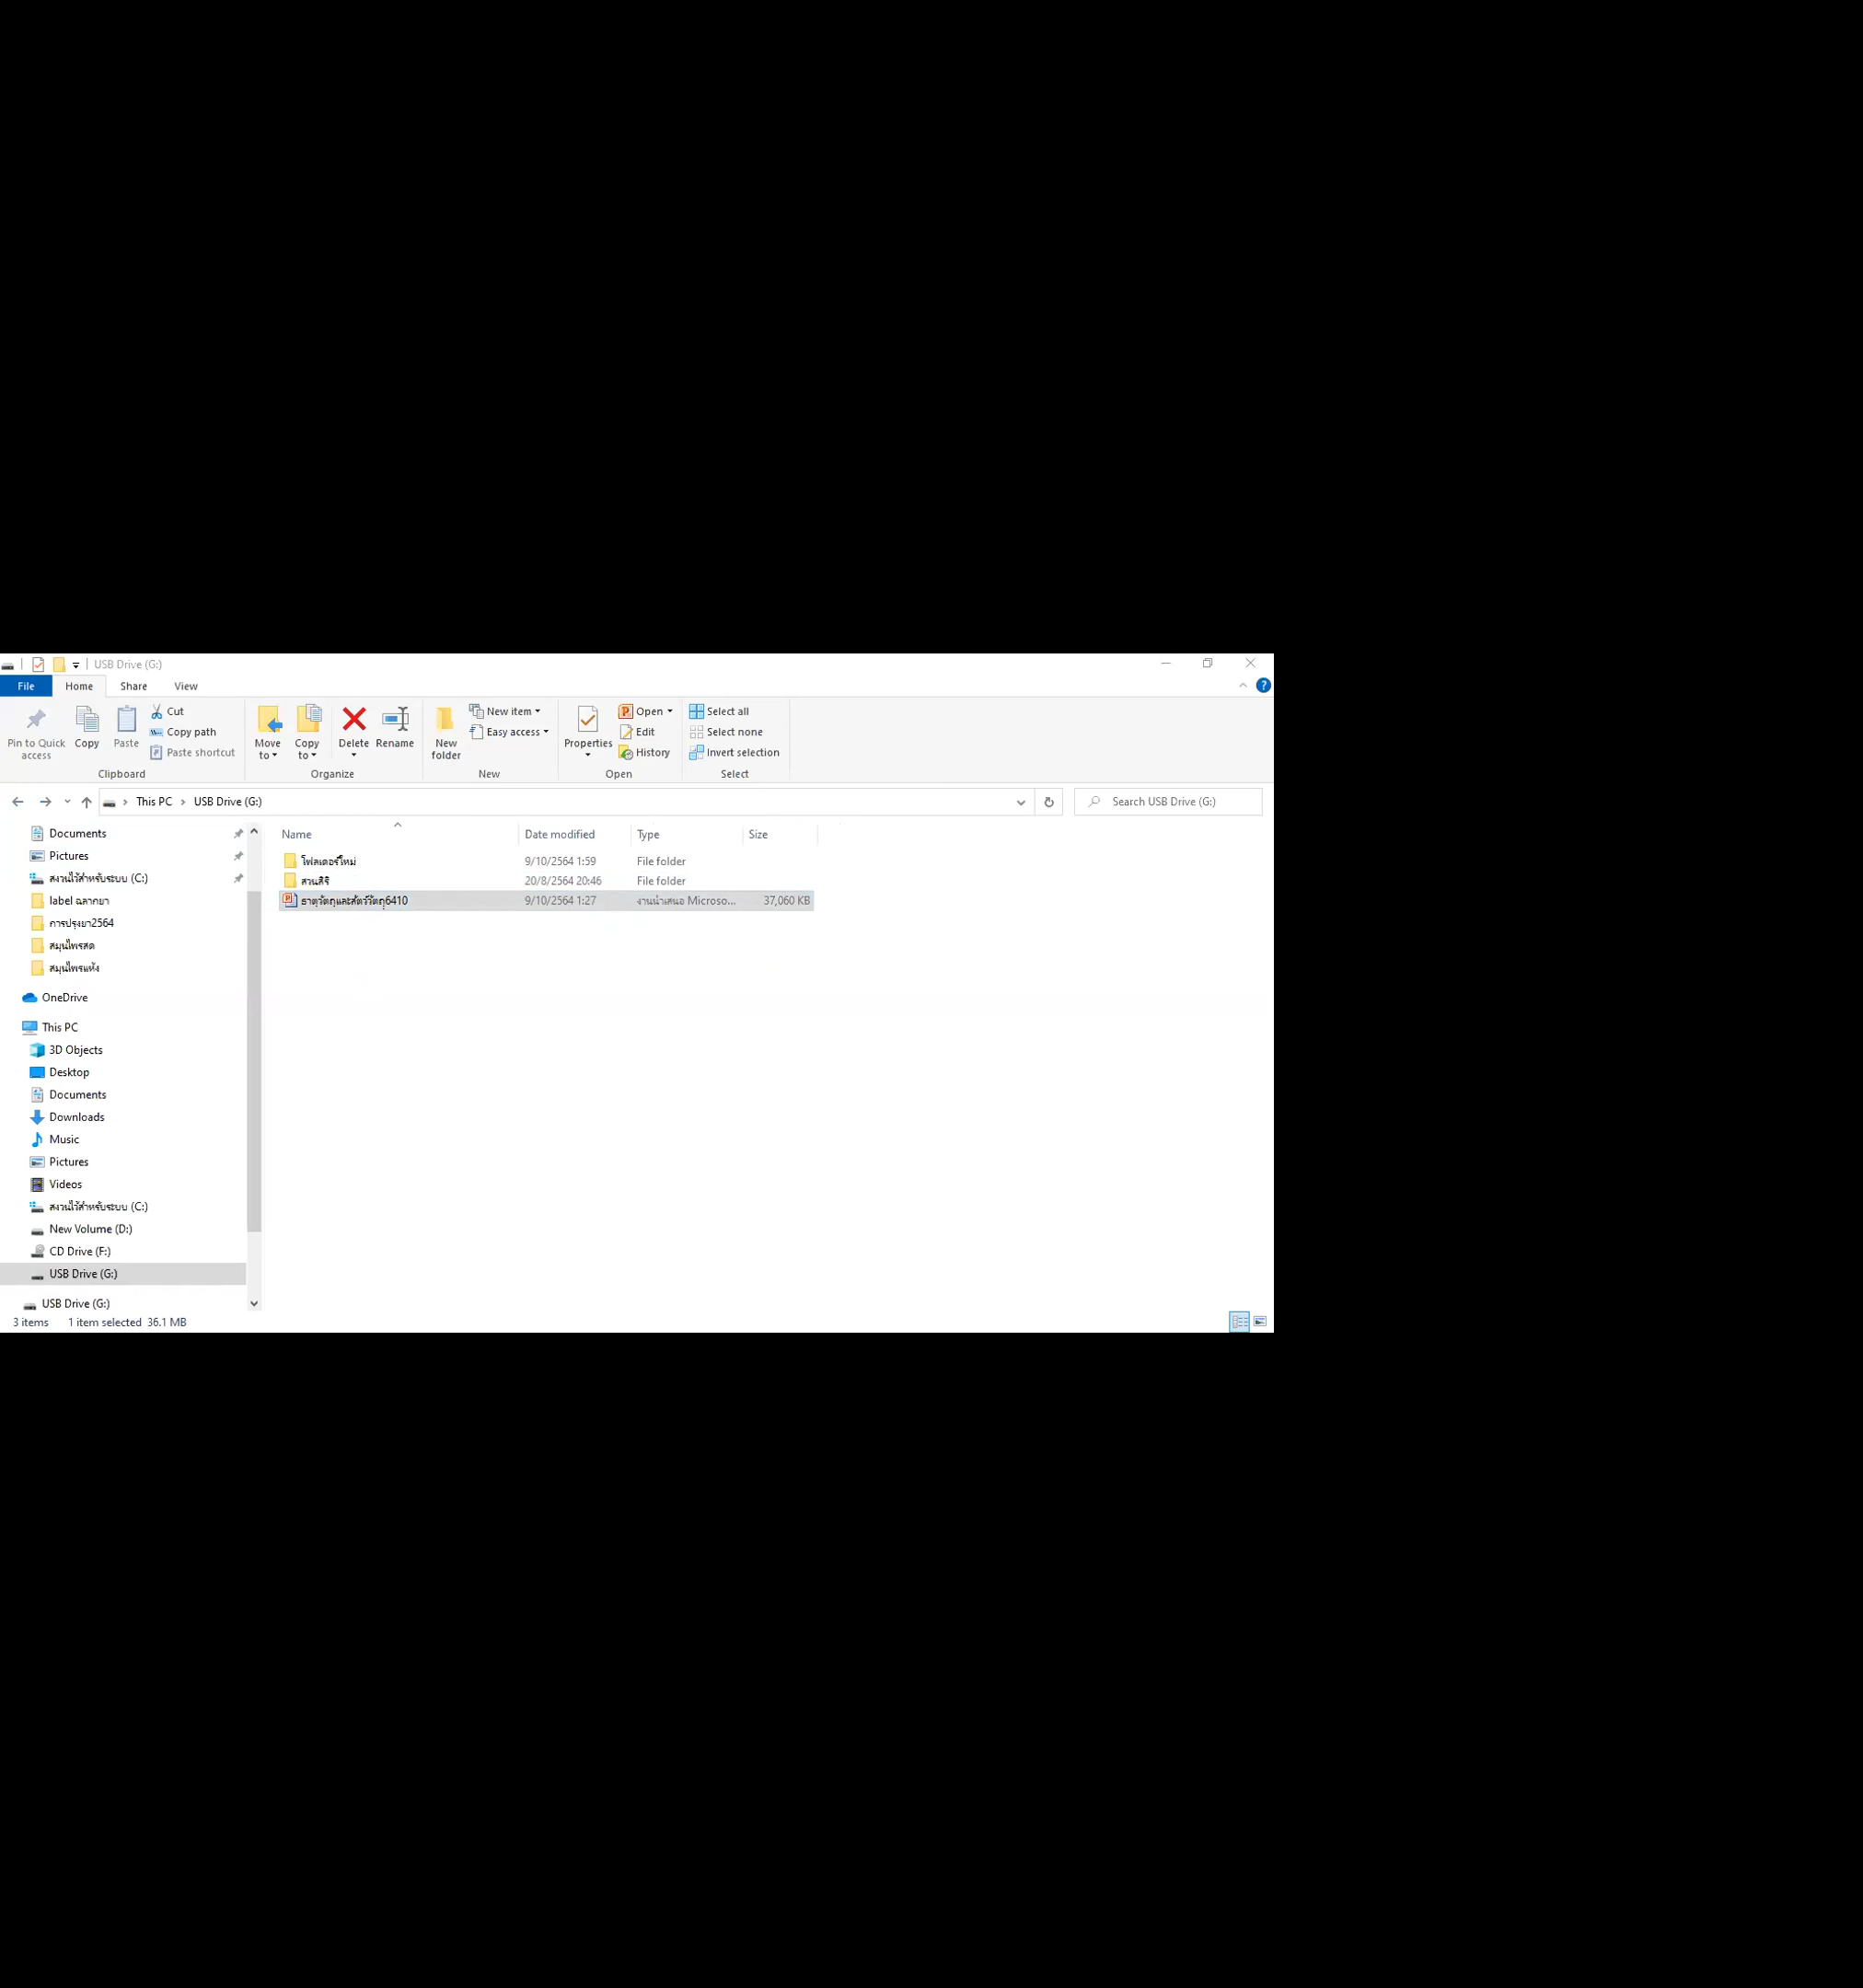 USB Drive (G:)
File Home Share View
Pin to Quick access
Copy
Paste
Cut
Copy path
Paste shortcut
Clipboard
Move to
Copy to
Delete
Rename
Organize
New folder
New item
Easy access
New
Properties
Open
Edit
History
Open
Select all
Select none
Invert selection
Select
This PC > USB Drive (G:)
Search USB Drive (G:)
Documents
Pictures
สงวนไว้สำหรับระบบ (C:)
label ฉลากยา
การปรุงยา2564
สมุนไพรสด
สมุนไพรแห้ง
OneDrive
This PC
3D Objects
Desktop
Documents
Downloads
Music
Pictures
Videos
สงวนไว้สำหรับระบบ (C:)
New Volume (D:)
CD Drive (F:)
USB Drive (G:)
USB Drive (G:)
Name Date modified Type Size
โฟลเดอร์ใหม่ 9/10/2564 1:59 File folder
สวนสิริ 20/8/2564 20:46 File folder
ธาตุวัตถุและสัตว์วัตถุ6410 9/10/2564 1:27 งานนำเสนอ Microso... 37,060 KB
3 items 1 item selected 36.1 MB